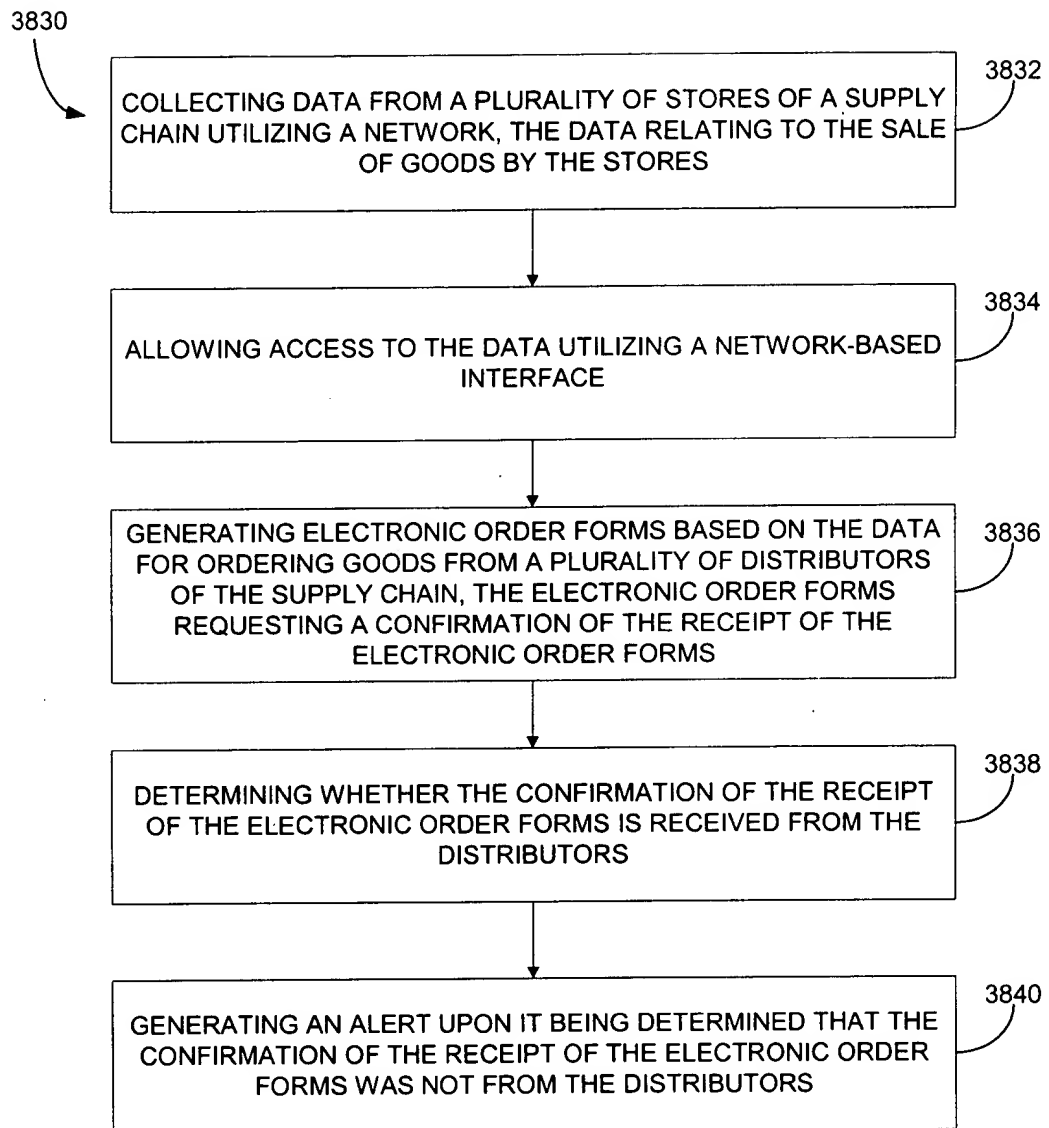 3830
3832
COLLECTING DATA FROM A PLURALITY OF STORES OF A SUPPLY
CHAIN UTILIZING A NETWORK, THE DATA RELATING TO THE SALE
OF GOODS BY THE STORES
3834
ALLOWING ACCESS TO THE DATA UTILIZING A NETWORK-BASED
INTERFACE
3836
GENERATING ELECTRONIC ORDER FORMS BASED ON THE DATA
FOR ORDERING GOODS FROM A PLURALITY OF DISTRIBUTORS
OF THE SUPPLY CHAIN, THE ELECTRONIC ORDER FORMS
REQUESTING A CONFIRMATION OF THE RECEIPT OF THE
ELECTRONIC ORDER FORMS
3838
DETERMINING WHETHER THE CONFIRMATION OF THE RECEIPT
OF THE ELECTRONIC ORDER FORMS IS RECEIVED FROM THE
DISTRIBUTORS
3840
GENERATING AN ALERT UPON IT BEING DETERMINED THAT THE
CONFIRMATION OF THE RECEIPT OF THE ELECTRONIC ORDER
FORMS WAS NOT FROM THE DISTRIBUTORS